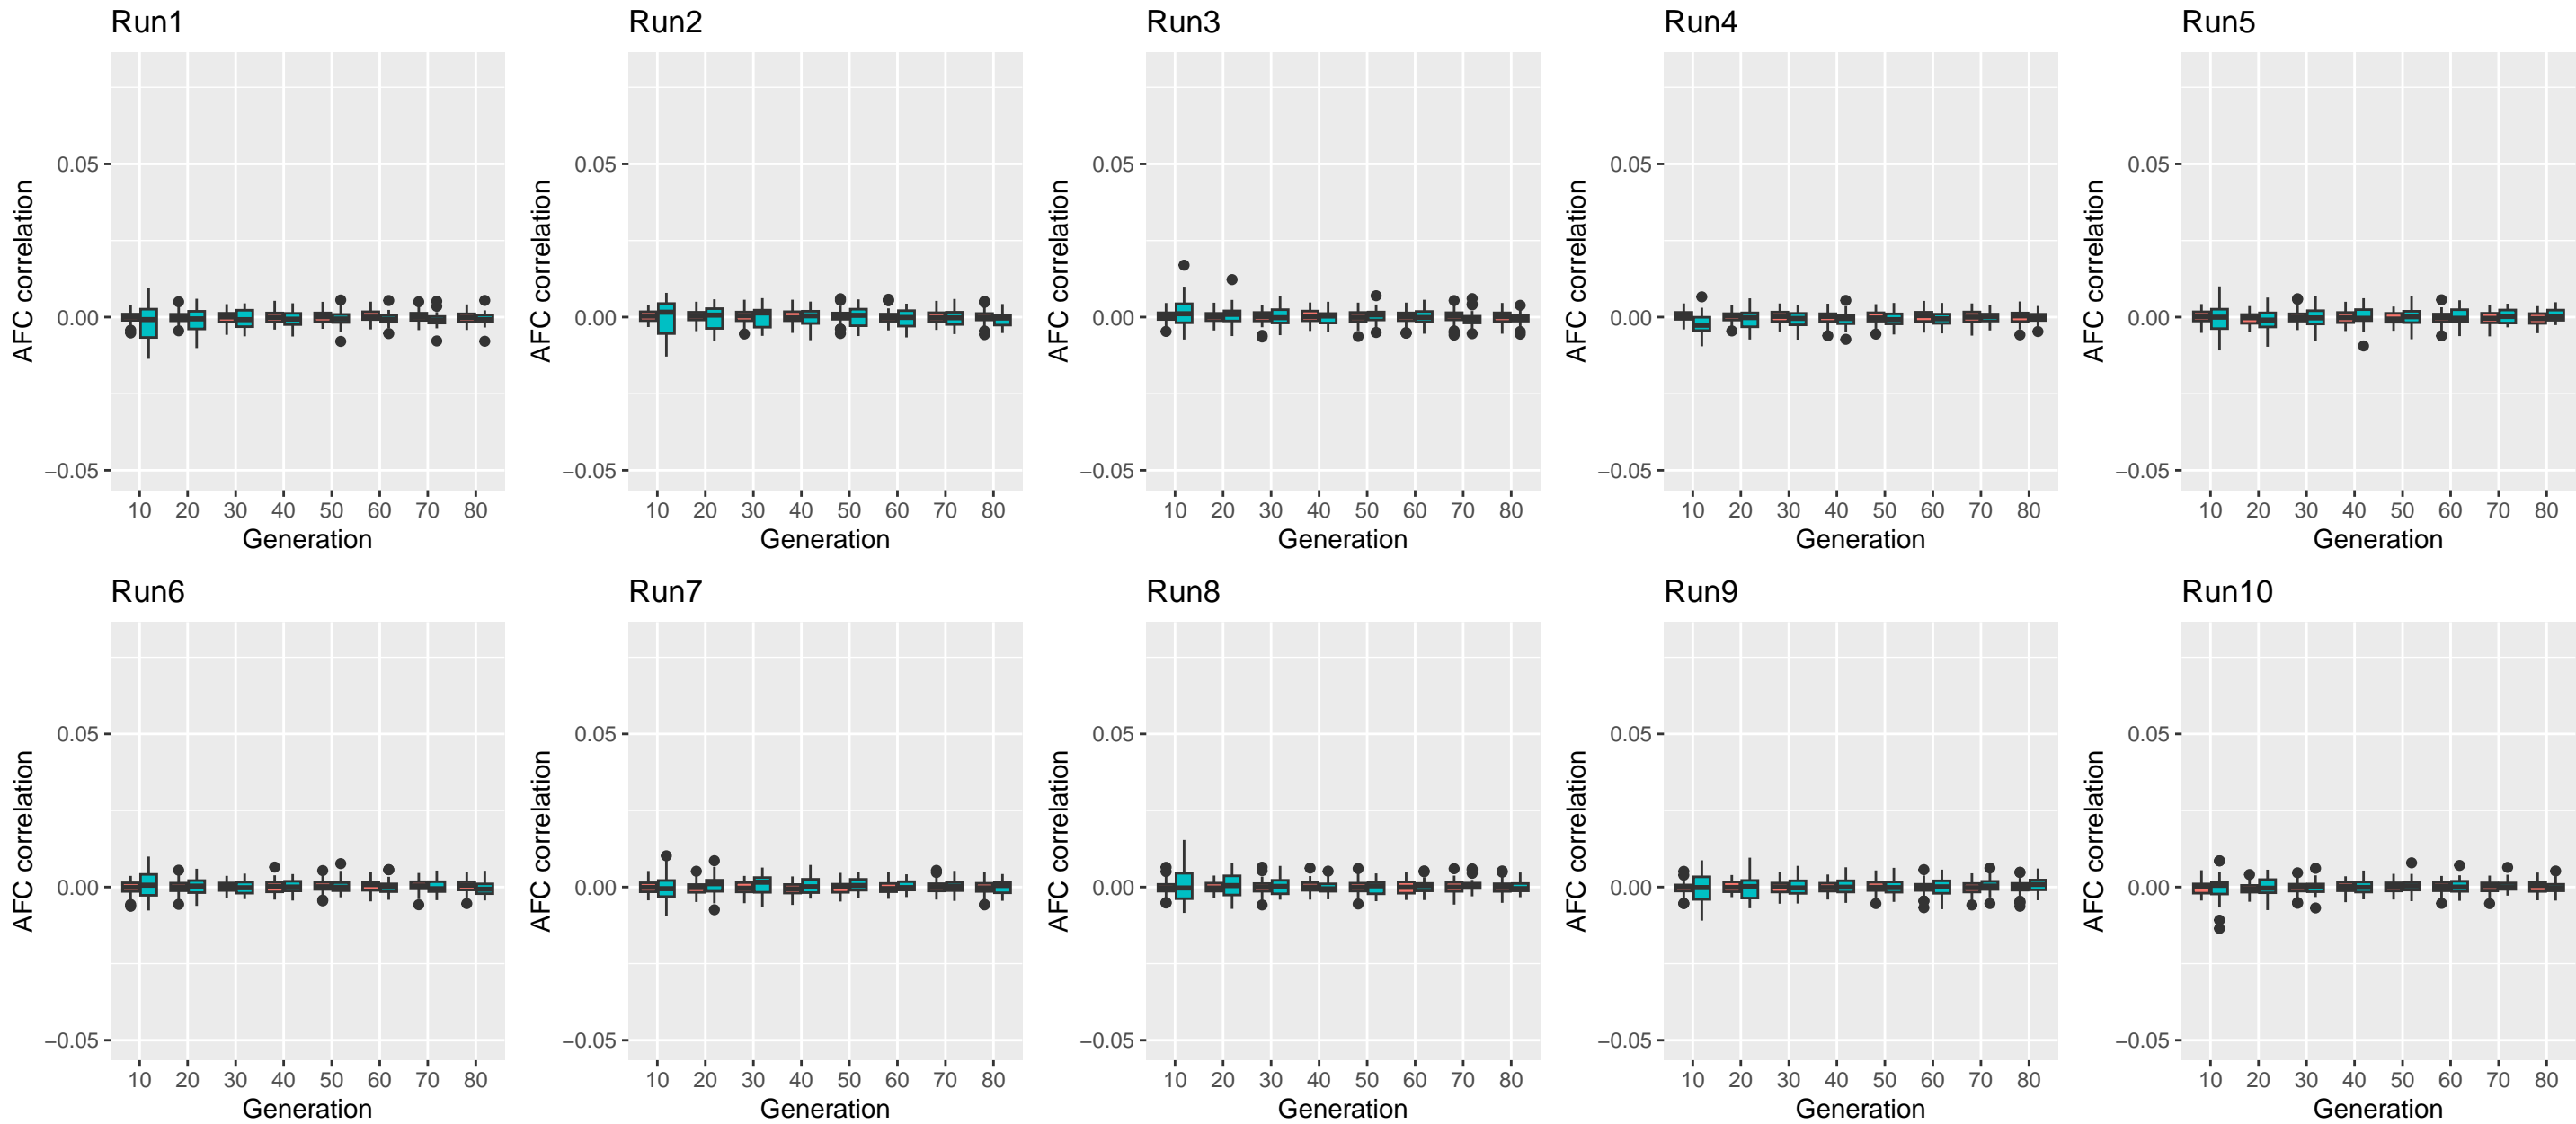 Run1 Run2 Run3 Run4 Run5
0.05 0.05 0.05 0.05 0.05
0.00 0.00 0.00 0.00 0.00
−0.05 −0.05 −0.05 −0.05 −0.05
AFC correlation AFC correlation AFC correlation AFC correlation AFC correlation
10 20 30 40 50 60 70 80 10 20 30 40 50 60 70 80 10 20 30 40 50 60 70 80 10 20 30 40 50 60 70 80 10 20 30 40 50 60 70 80
Generation Generation Generation Generation Generation
Run6 Run7 Run8 Run9 Run10
0.05 0.05 0.05 0.05 0.05
0.00 0.00 0.00 0.00 0.00
−0.05 −0.05 −0.05 −0.05 −0.05
AFC correlation AFC correlation AFC correlation AFC correlation AFC correlation
10 20 30 40 50 60 70 80 10 20 30 40 50 60 70 80 10 20 30 40 50 60 70 80 10 20 30 40 50 60 70 80 10 20 30 40 50 60 70 80
Generation Generation Generation Generation Generation